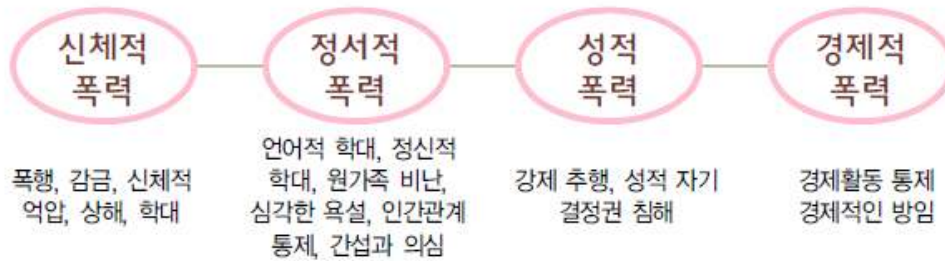 신체적
폭력
정서적
폭력
성적
폭력
경제적
폭력
폭행, 감금, 신체적
억압, 상해, 학대
언어적 학대, 정신적
학대, 원가족 비난,
심각한 욕설, 인간관계
통제, 간섭과 의심
강제 추행, 성적 자기
결정권 침해
경제활동 통제
경제적인 방임